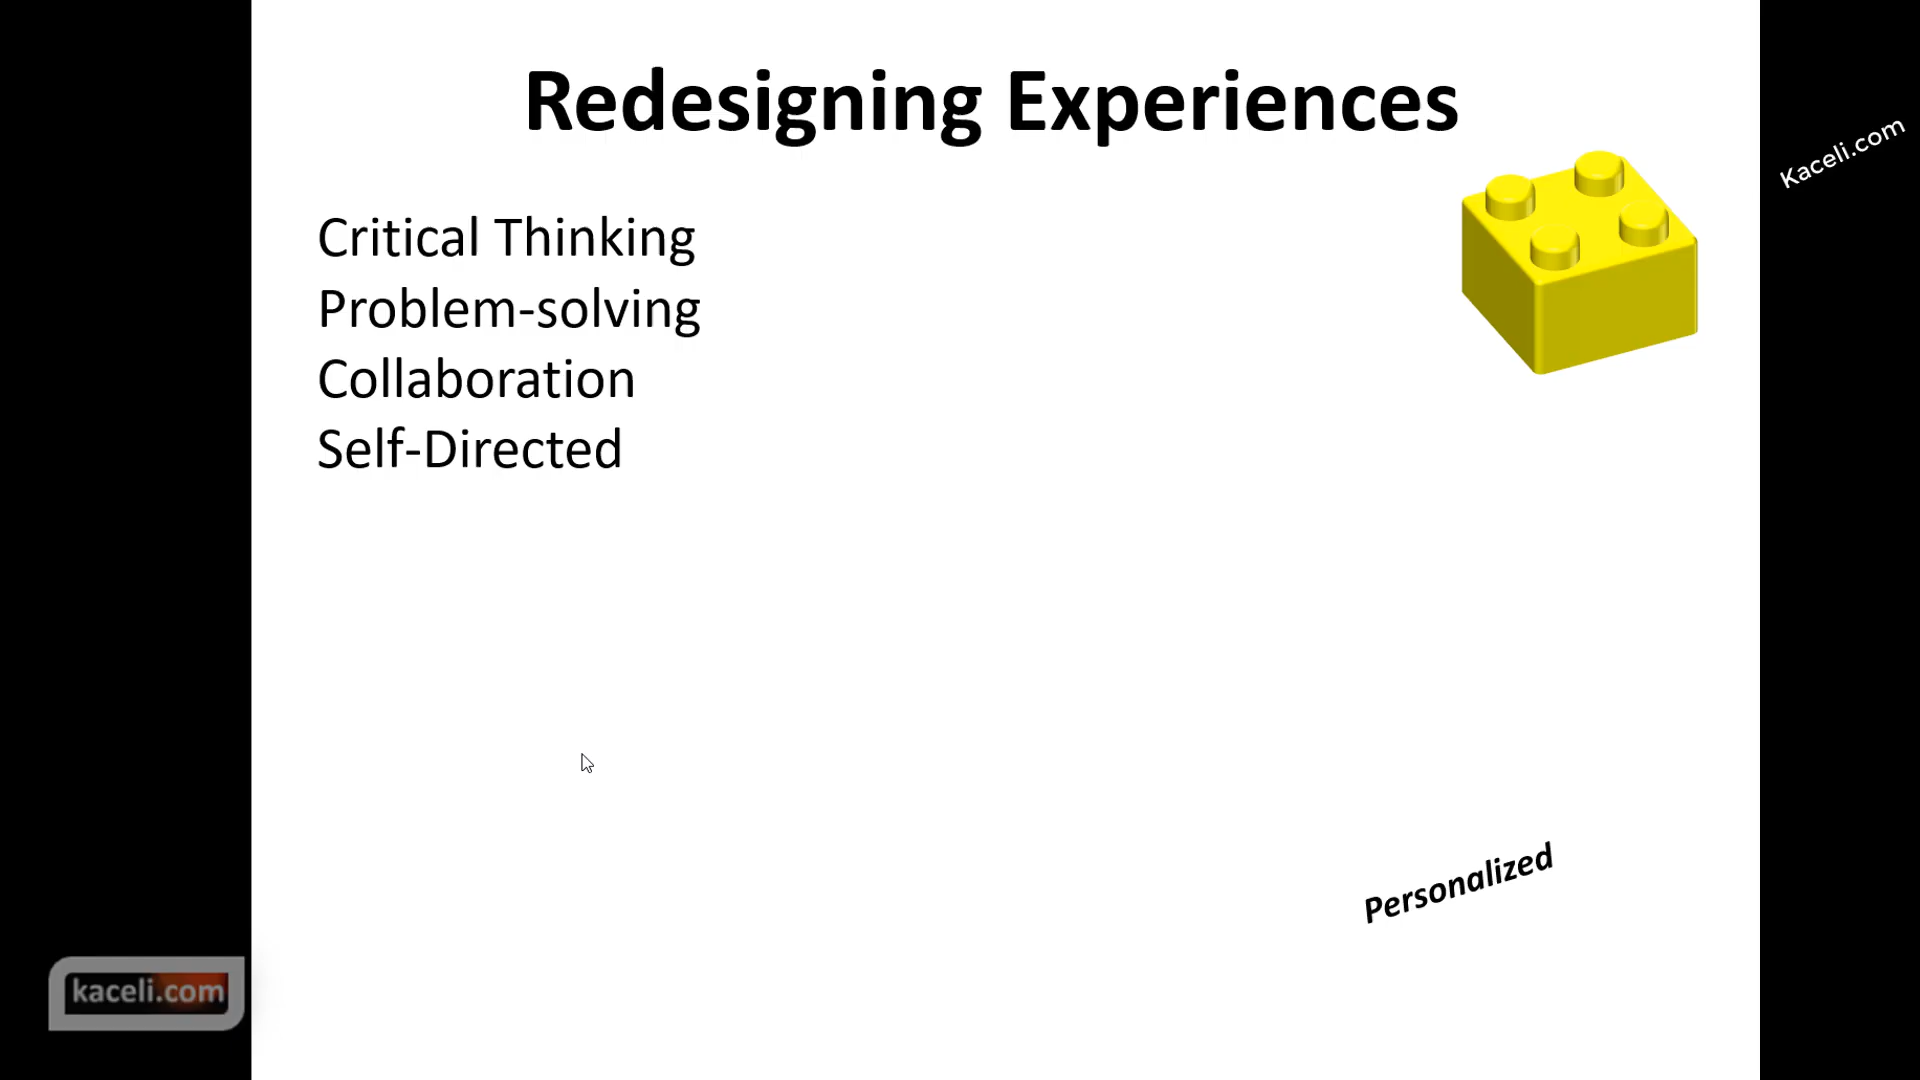 Redesigning Experiences
Kaceli.com
Critical Thinking
Problem-solving
Collaboration
Self-Directed
Personalized
kaceli.com